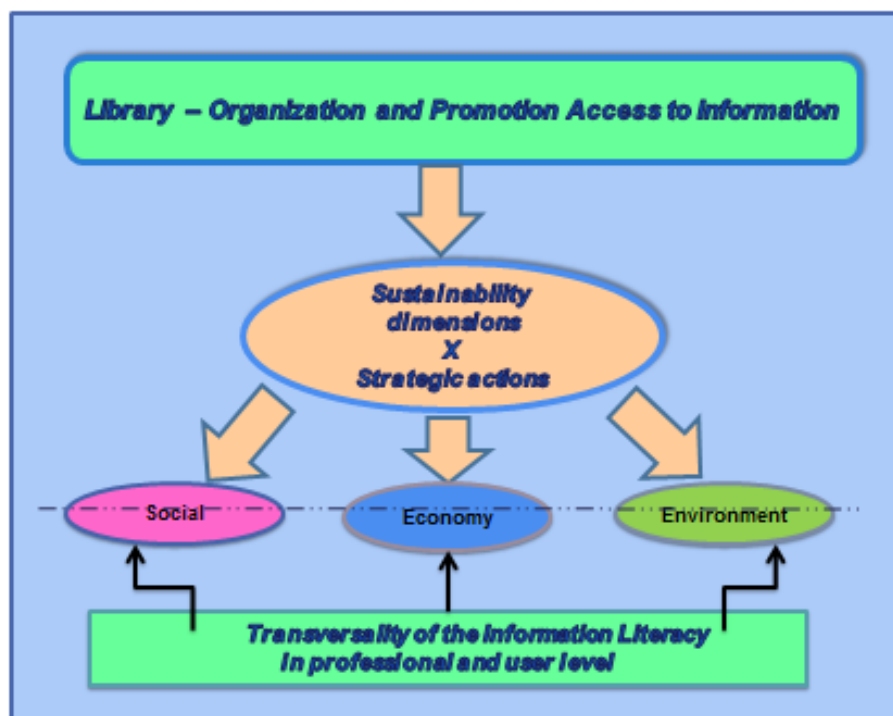 Library – Organization and Promotion Access to Information
Sustainability
dimensions
X
Strategic actions
Social
Economy
Environment
Transversality of the Information Literacy
in professional and user level